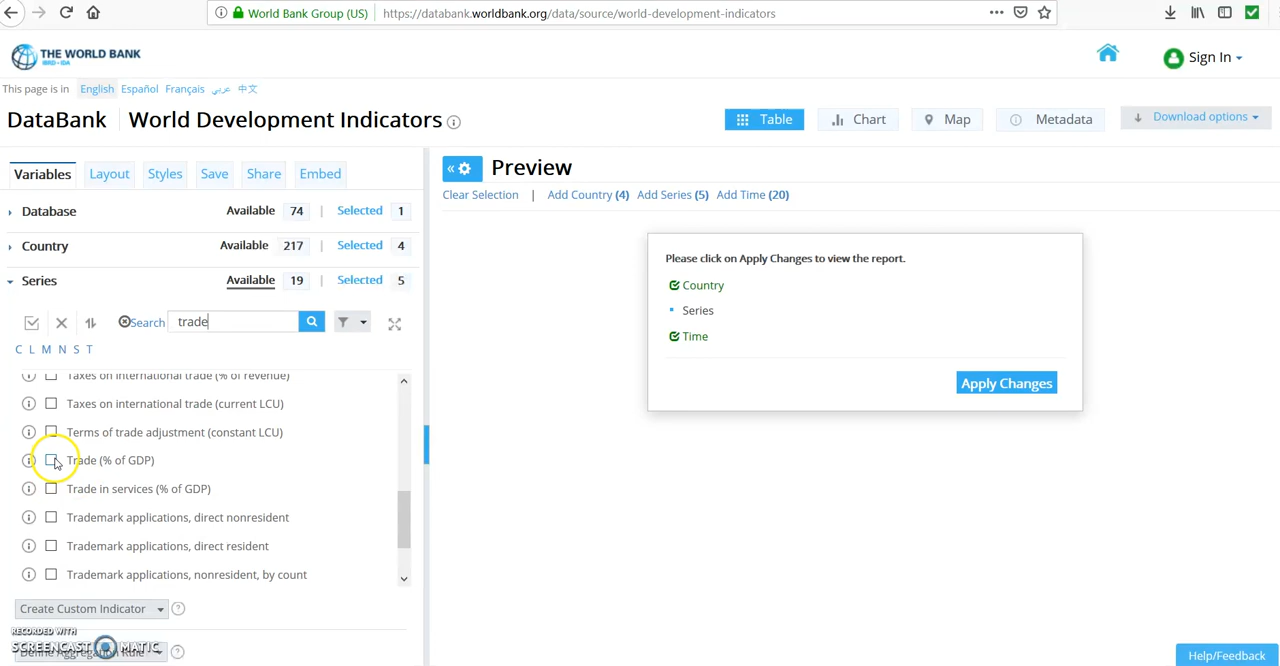 World Bank Group (US) https://databank.worldbank.org/data/source/world-development-indicators
THE WORLD BANK
IBRD • IDA
Sign In
This page is in English Español Français عربي 中文
DataBank World Development Indicators
Table Chart Map Metadata Download options
Variables Layout Styles Save Share Embed
« Preview
Clear Selection | Add Country (4) Add Series (5) Add Time (20)
Database Available 74 | Selected 1
Country Available 217 | Selected 4
Series Available 19 | Selected 5
Search trade
C L M N S T
Taxes on international trade (% of revenue)
Taxes on international trade (current LCU)
Terms of trade adjustment (constant LCU)
Trade (% of GDP)
Trade in services (% of GDP)
Trademark applications, direct nonresident
Trademark applications, direct resident
Trademark applications, nonresident, by count
Create Custom Indicator ?
RECORDED WITH
SCREENCAST MATIC
Define Aggregation Rule ?
Please click on Apply Changes to view the report.
Country
Series
Time
Apply Changes
Help/Feedback